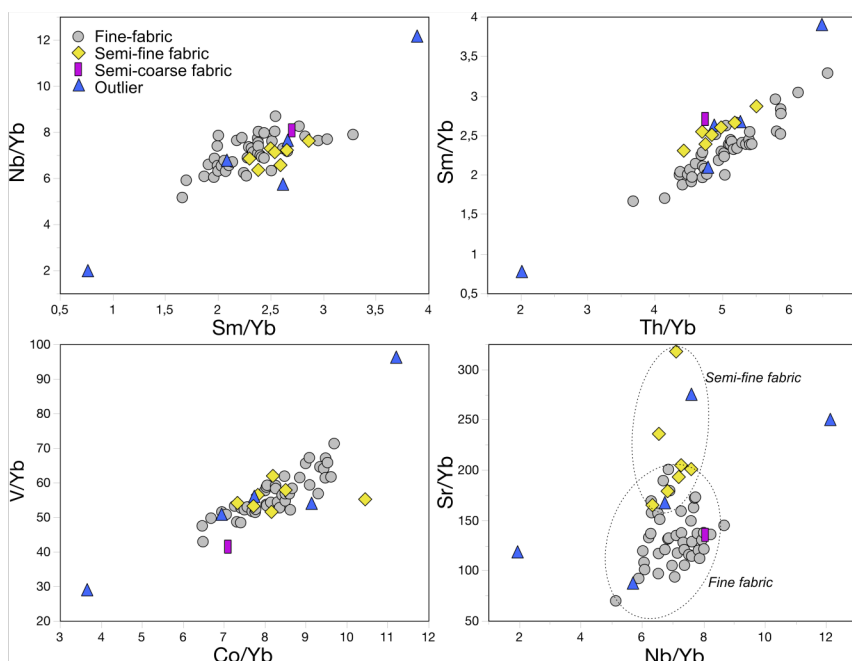 Fine-fabric
Semi-fine fabric
Semi-coarse fabric
Outlier
Nb/Yb
12
10
8
6
4
2
0,5 1 1,5 2 2,5 3 3,5 4
Sm/Yb
Sm/Yb
4
3,5
3
2,5
2
1,5
1
0,5
2 3 4 5 6
Th/Yb
V/Yb
100
90
80
70
60
50
40
30
20
3 4 5 6 7 8 9 10 11 12
Co/Yb
Sr/Yb
300
250
200
150
100
50
Semi-fine fabric
Fine fabric
2 4 6 8 10 12
Nb/Yb